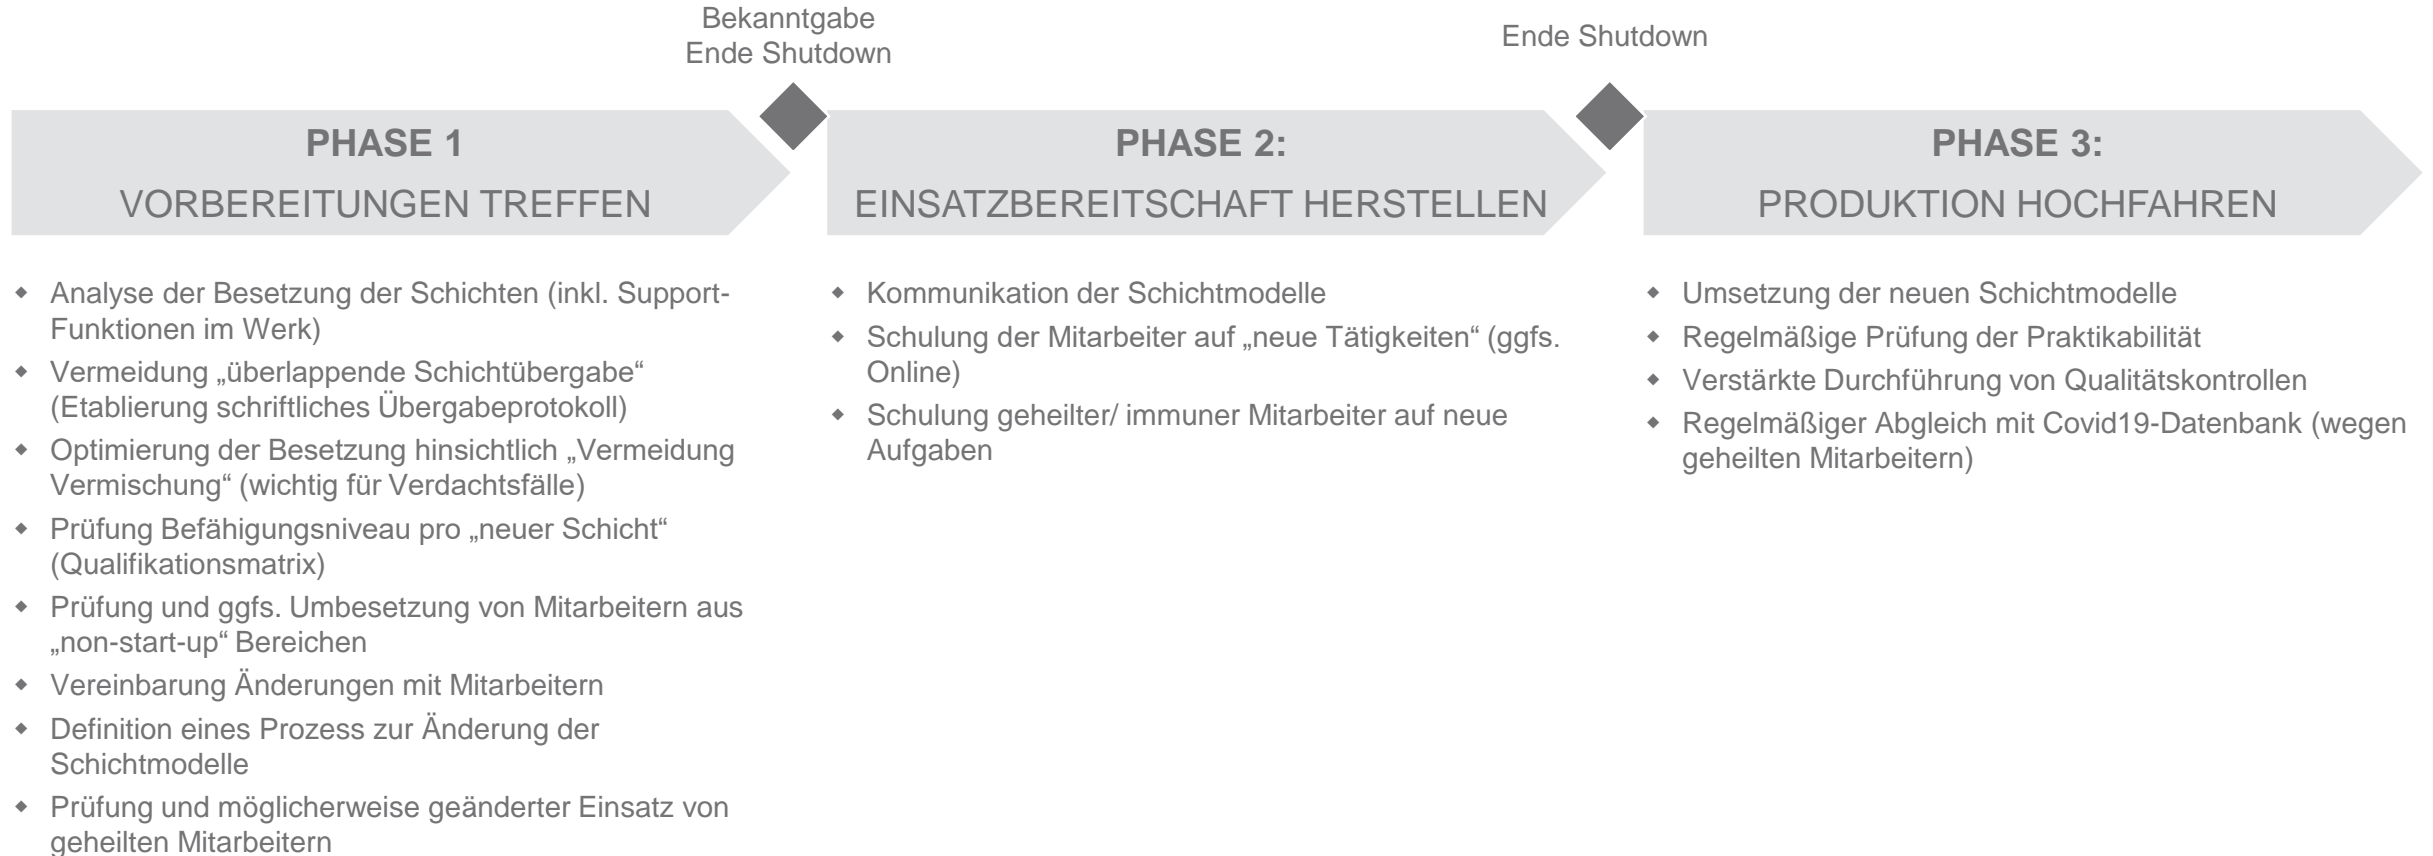 Bekanntgabe
Ende Shutdown
Ende Shutdown
PHASE 1
VORBEREITUNGEN TREFFEN
PHASE 2:
EINSATZBEREITSCHAFT HERSTELLEN
PHASE 3:
PRODUKTION HOCHFAHREN
Analyse der Besetzung der Schichten (inkl. Support-
Funktionen im Werk)
Vermeidung „überlappende Schichtübergabe“
(Etablierung schriftliches Übergabeprotokoll)
Optimierung der Besetzung hinsichtlich „Vermeidung
Vermischung“ (wichtig für Verdachtsfälle)
Prüfung Befähigungsniveau pro „neuer Schicht“
(Qualifikationsmatrix)
Prüfung und ggfs. Umbesetzung von Mitarbeitern aus
„non-start-up“ Bereichen
Vereinbarung Änderungen mit Mitarbeitern
Definition eines Prozess zur Änderung der
Schichtmodelle
Prüfung und möglicherweise geänderter Einsatz von
geheilten Mitarbeitern
Kommunikation der Schichtmodelle
Schulung der Mitarbeiter auf „neue Tätigkeiten“ (ggfs.
Online)
Schulung geheilter/ immuner Mitarbeiter auf neue
Aufgaben
Umsetzung der neuen Schichtmodelle
Regelmäßige Prüfung der Praktikabilität
Verstärkte Durchführung von Qualitätskontrollen
Regelmäßiger Abgleich mit Covid19-Datenbank (wegen
geheilten Mitarbeitern)